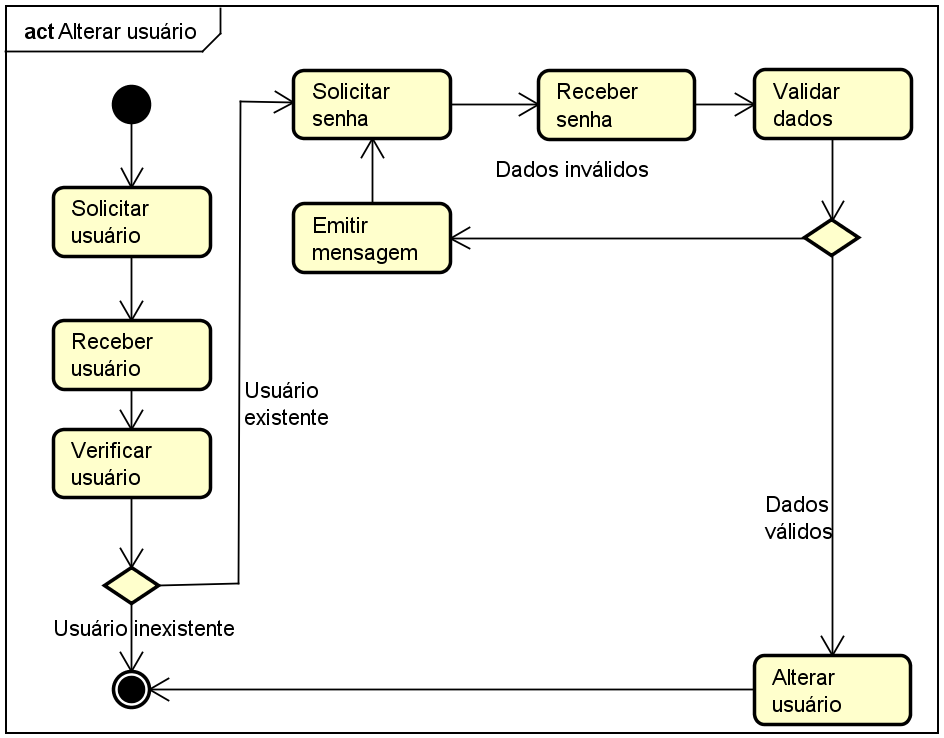 act Alterar usuário
Solicitar
usuário
Receber
usuário
Verificar
usuário
Usuário inexistente
Usuário
existente
Solicitar
senha
Receber
senha
Validar
dados
Dados inválidos
Emitir
mensagem
Dados
válidos
Alterar
usuário